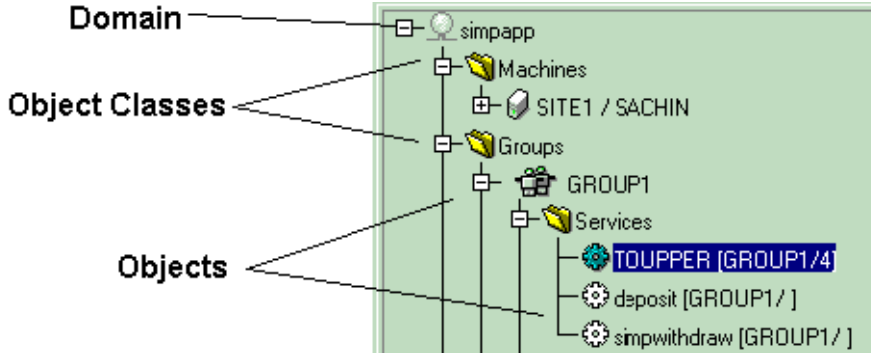 Domain
simpapp
Machines
Object Classes
SITE1 / SACHIN
Groups
GROUP1
Services
Objects
TOUPPER [GROUP1/4]
deposit [GROUP1/ ]
simpwithdraw [GROUP1/ ]